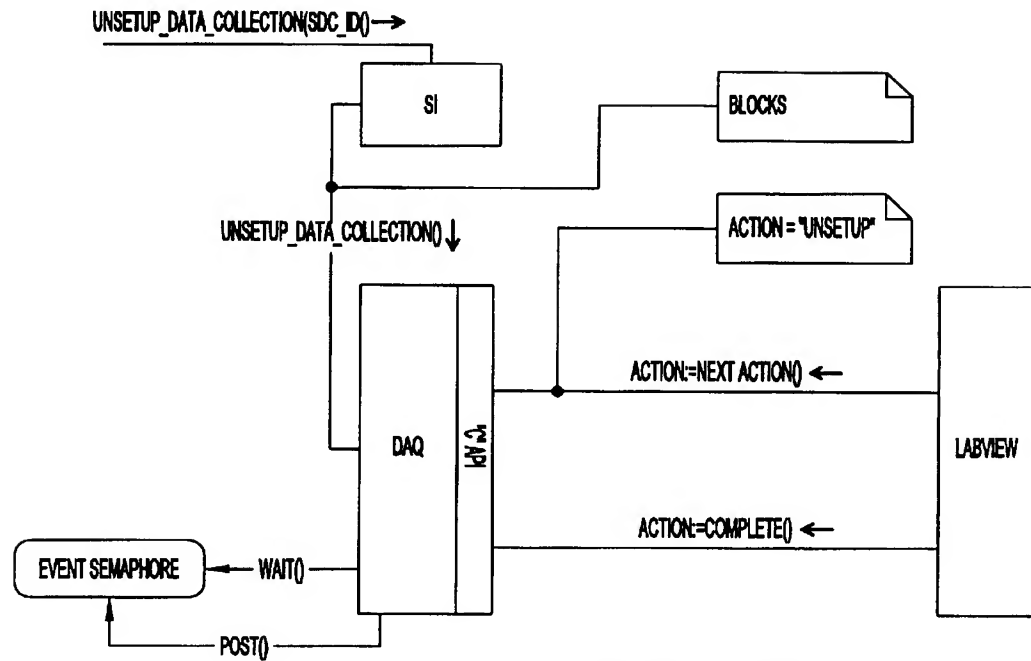 UNSETUP_DATA_COLLECTION(SDC_ID()
SI
BLOCKS
UNSETUP_DATA_COLLECTION()
ACTION = "UNSETUP"
ACTION:=NEXT ACTION()
DAQ
"C" API
LABVIEW
ACTION:=COMPLETE()
EVENT SEMAPHORE
WAIT()
POST()